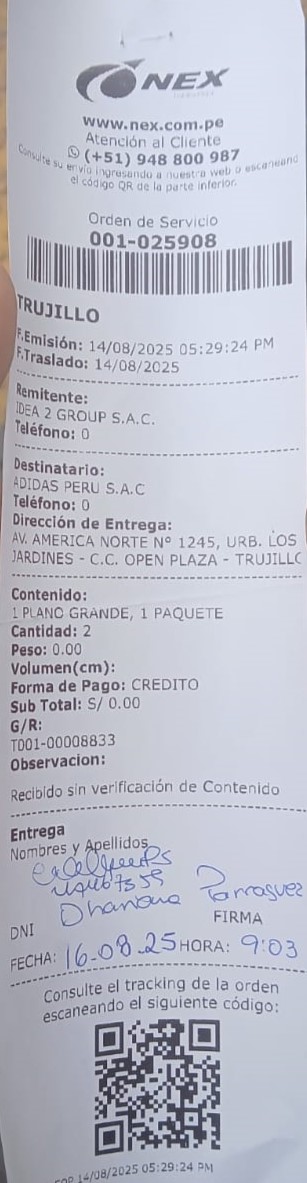 NEX
www.nex.com.pe
Atención al Cliente
(+51) 948 800 987
Consulte su envío ingresando a nuestra web o escaneand
el código QR de la parte inferior.
Orden de Servicio
001-025908
TRUJILLO
F.Emisión: 14/08/2025 05:29:24 PM
F.Traslado: 14/08/2025
Remitente:
IDEA 2 GROUP S.A.C.
Teléfono: 0
Destinatario:
ADIDAS PERU S.A.C
Teléfono: 0
Dirección de Entrega:
AV. AMERICA NORTE Nº 1245, URB. LOS
JARDINES - C.C. OPEN PLAZA - TRUJILLO
Contenido:
1 PLANO GRANDE, 1 PAQUETE
Cantidad: 2
Peso: 0.00
Volumen(cm):
Forma de Pago: CREDITO
Sub Total: S/ 0.00
G/R:
T001-00008833
Observacion:
Recibido sin verificación de Contenido
Entrega
Nombres y Apellidos
Parraguez
DNI FIRMA
FECHA: 16-08-25 HORA: 9:03
Consulte el tracking de la orden
escaneando el siguiente código:
14/08/2025 05:29:24 PM